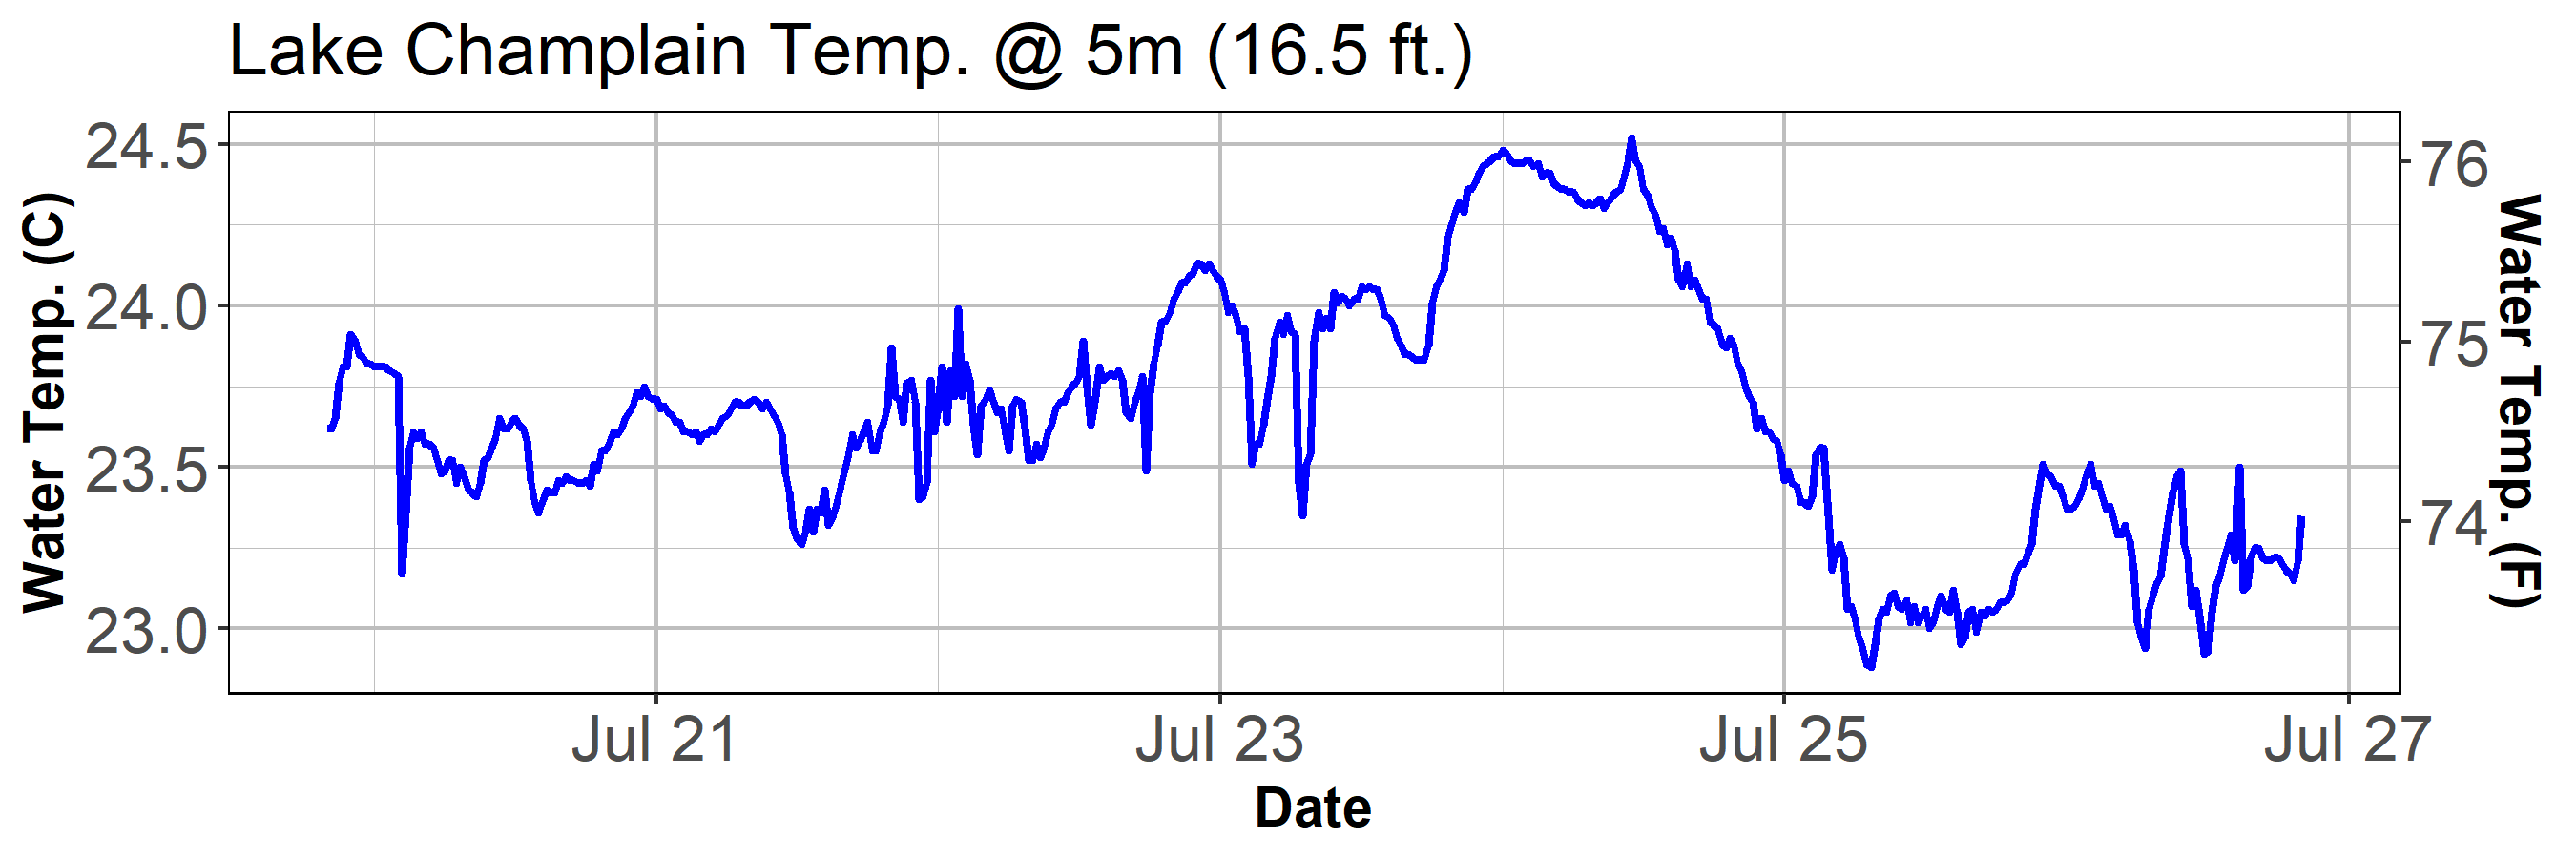 Lake Champlain Temp. @ 5m (16.5 ft.)
Water Temp. (C)
24.5
24.0
23.5
23.0
76
75
74
Water Temp. (F)
Jul 21
Jul 23
Jul 25
Jul 27
Date